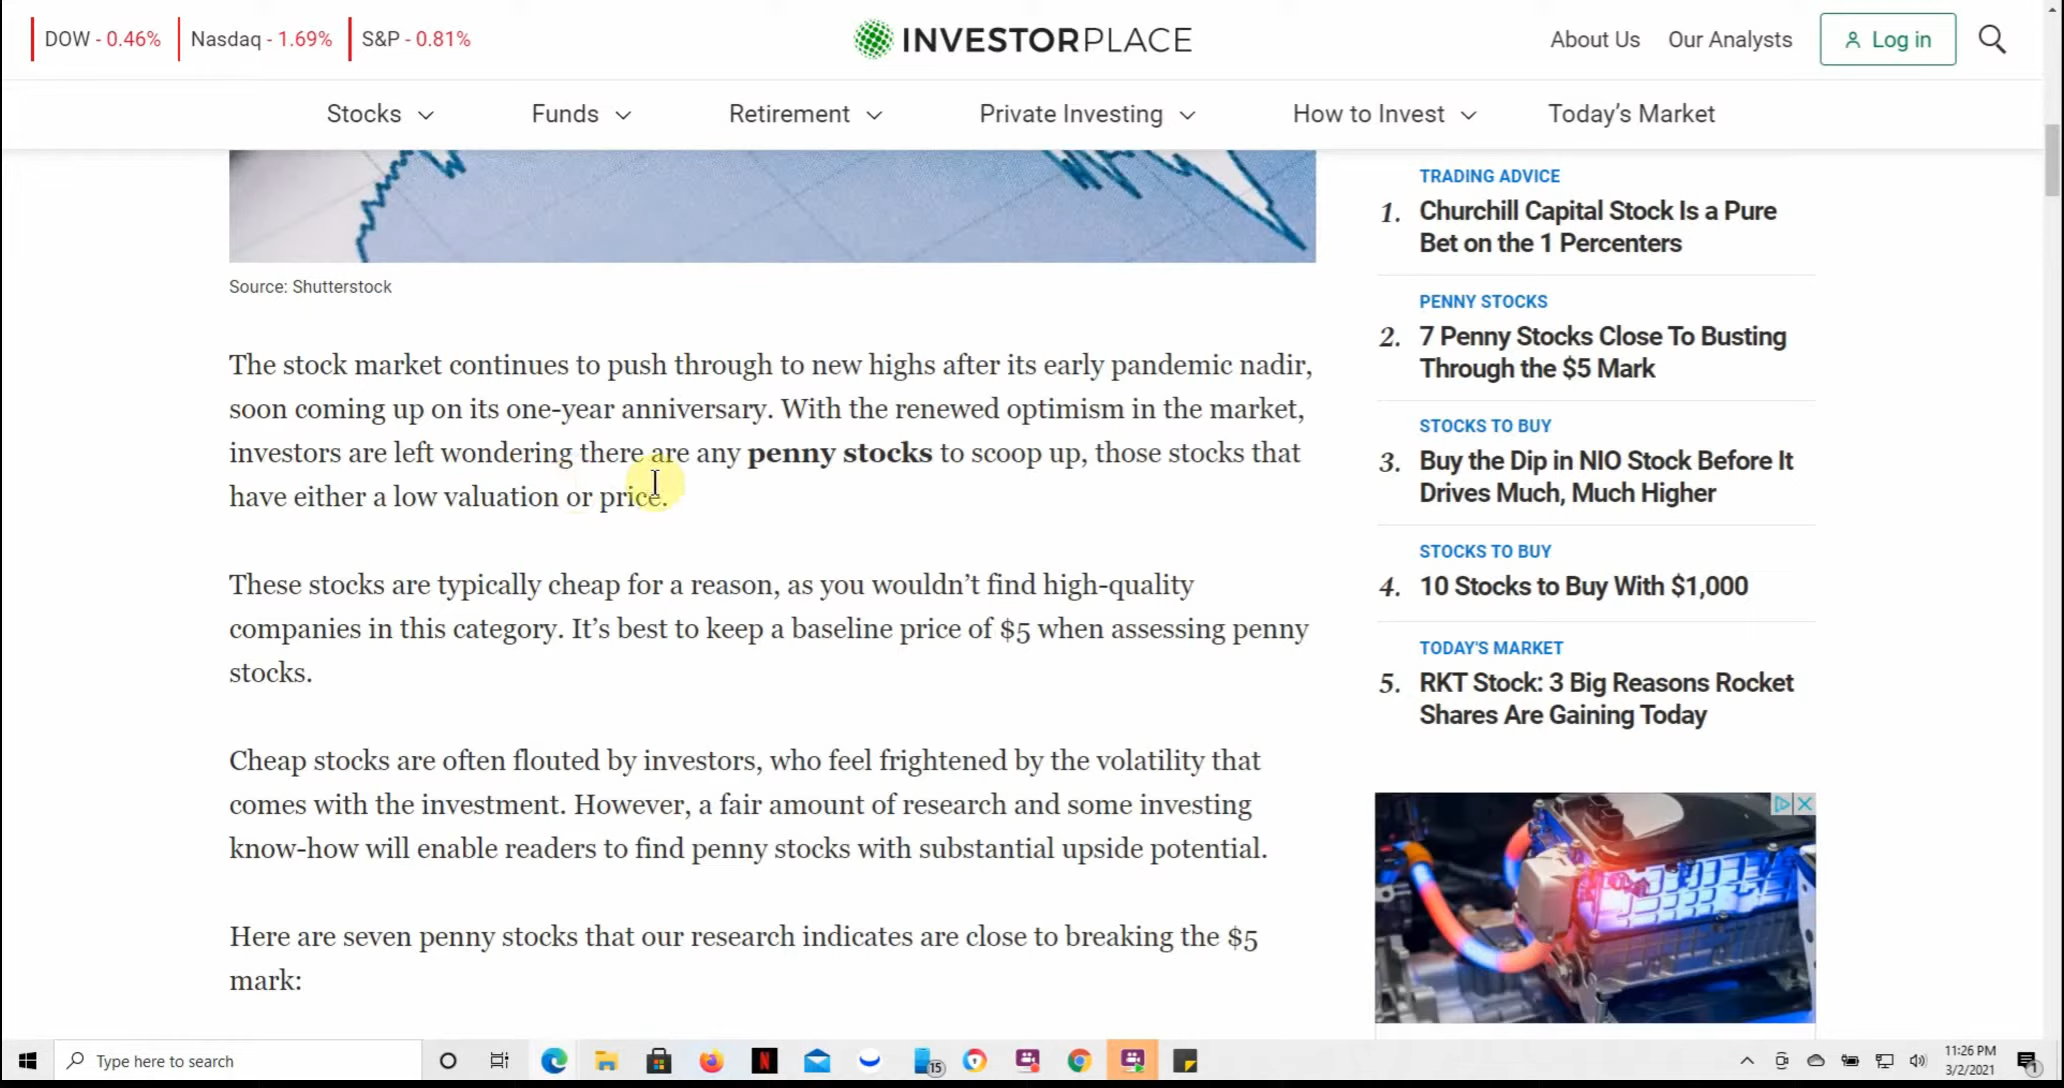 DOW - 0.46% Nasdaq - 1.69% S&P - 0.81%
INVESTORPLACE
About Us Our Analysts Log in
Stocks Funds Retirement Private Investing How to Invest Today's Market
Source: Shutterstock
The stock market continues to push through to new highs after its early pandemic nadir,
soon coming up on its one-year anniversary. With the renewed optimism in the market,
investors are left wondering there are any penny stocks to scoop up, those stocks that
have either a low valuation or price.
These stocks are typically cheap for a reason, as you wouldn't find high-quality
companies in this category. It's best to keep a baseline price of $5 when assessing penny
stocks.
Cheap stocks are often flouted by investors, who feel frightened by the volatility that
comes with the investment. However, a fair amount of research and some investing
know-how will enable readers to find penny stocks with substantial upside potential.
Here are seven penny stocks that our research indicates are close to breaking the $5
mark:
TRADING ADVICE
1. Churchill Capital Stock Is a Pure
Bet on the 1 Percenters
PENNY STOCKS
2. 7 Penny Stocks Close To Busting
Through the $5 Mark
STOCKS TO BUY
3. Buy the Dip in NIO Stock Before It
Drives Much, Much Higher
STOCKS TO BUY
4. 10 Stocks to Buy With $1,000
TODAY'S MARKET
5. RKT Stock: 3 Big Reasons Rocket
Shares Are Gaining Today
Type here to search
N
15
11:26 PM
3/2/2021
1